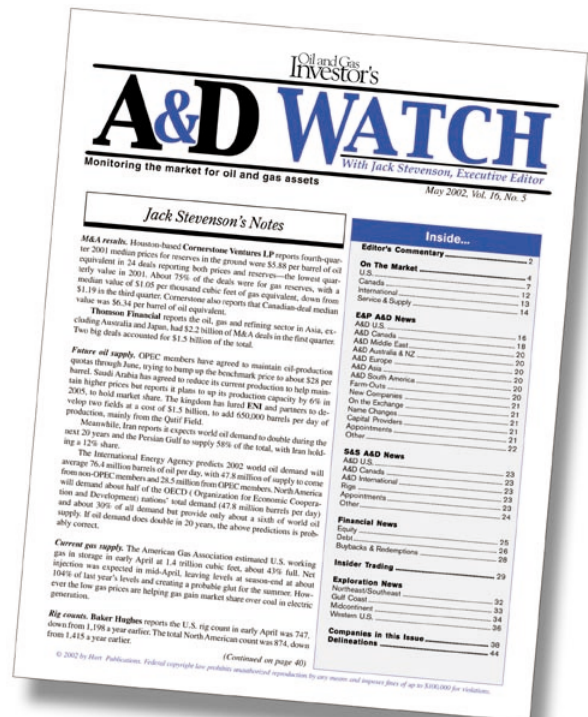 Oil and Gas
Investor's
A&D WATCH
With Jack Stevenson, Executive Editor
Monitoring the market for oil and gas assets
May 2002, Vol. 16, No. 5
Jack Stevenson's Notes
M&A results. Houston-based Cornerstone Ventures LP reports fourth-quar-
ter 2001 median prices for reserves in the ground were $5.88 per barrel of oil
equivalent in 24 deals reporting both prices and reserves—the lowest quar-
terly value in 2001. About 75% of the deals were for gas reserves, with a
median value of $1.05 per thousand cubic feet of gas equivalent, down from
$1.19 in the third quarter. Cornerstone also reports that Canadian-deal median
value was $6.34 per barrel of oil equivalent.
Thomson Financial reports the oil, gas and refining sector in Asia, ex-
cluding Australia and Japan, had $2.2 billion of M&A deals in the first quarter.
Two big deals accounted for $1.5 billion of the total.
Future oil supply. OPEC members have agreed to maintain oil-production
quotas through June, trying to bump up the benchmark price to about $28 per
barrel. Saudi Arabia has agreed to reduce its current production to help main-
tain higher prices but reports it plans to up its production capacity by 6% in
2005, to hold market share. The kingdom has lured ENI and partners to de-
velop two fields at a cost of $1.5 billion, to add 650,000 barrels per day of
production, mainly from the Qatif Field.
Meanwhile, Iran reports it expects world oil demand to double during the
next 20 years and the Persian Gulf to supply 58% of the total, with Iran hold-
ing a 12% share.
The International Energy Agency predicts 2002 world oil demand will
average 76.4 million barrels of oil per day, with 47.8 million of supply to come
from non-OPEC members and 28.5 million from OPEC members. North America
will demand about half of the OECD ( Organization for Economic Coopera-
tion and Development) nations' total demand (47.8 million barrels per day)
and about 30% of all demand but provide only about a sixth of world oil
supply. If oil demand does double in 20 years, the above predictions is prob-
ably correct.
Current gas supply. The American Gas Association estimated U.S. working
gas in storage in early April at 1.4 trillion cubic feet, about 43% full. Net
injection was expected in mid-April, leaving levels at season-end at about
104% of last year's levels and creating a probable glut for the summer. How-
ever the low gas prices are helping gas gain market share over coal in electric
generation.
Rig counts. Baker Hughes reports the U.S. rig count in early April was 747,
down from 1,198 a year earlier. The total North American count was 874, down
from 1,415 a year earlier.
(Continued on page 40)
Inside...
Editor's Commentary 2
On The Market 4
U.S. 7
Canada 12
International 13
Service & Supply 14
E&P A&D News
A&D U.S. 16
A&D Canada 18
A&D Middle East 20
A&D Australia & NZ 20
A&D Europe 20
A&D Asia 20
A&D South America 20
Farm-Outs 20
New Companies 21
On the Exchange 21
Name Changes 21
Capital Providers 21
Appointments 21
Other 22
S&S A&D News
A&D U.S. 23
A&D Canada 23
A&D International 23
Rigs 23
Appointments 23
Other 24
Financial News
Equity 25
Debt 26
Buybacks & Redemptions 28
Insider Trading 29
Exploration News
Northeast/Southeast 32
Gulf Coast 33
Midcontinent 34
Western U.S. 36
Companies in this Issue 38
Delineations 44
© 2002 by Hart Publications. Federal copyright law prohibits unauthorized reproduction by any means and imposes fines of up to $100,000 for violations.